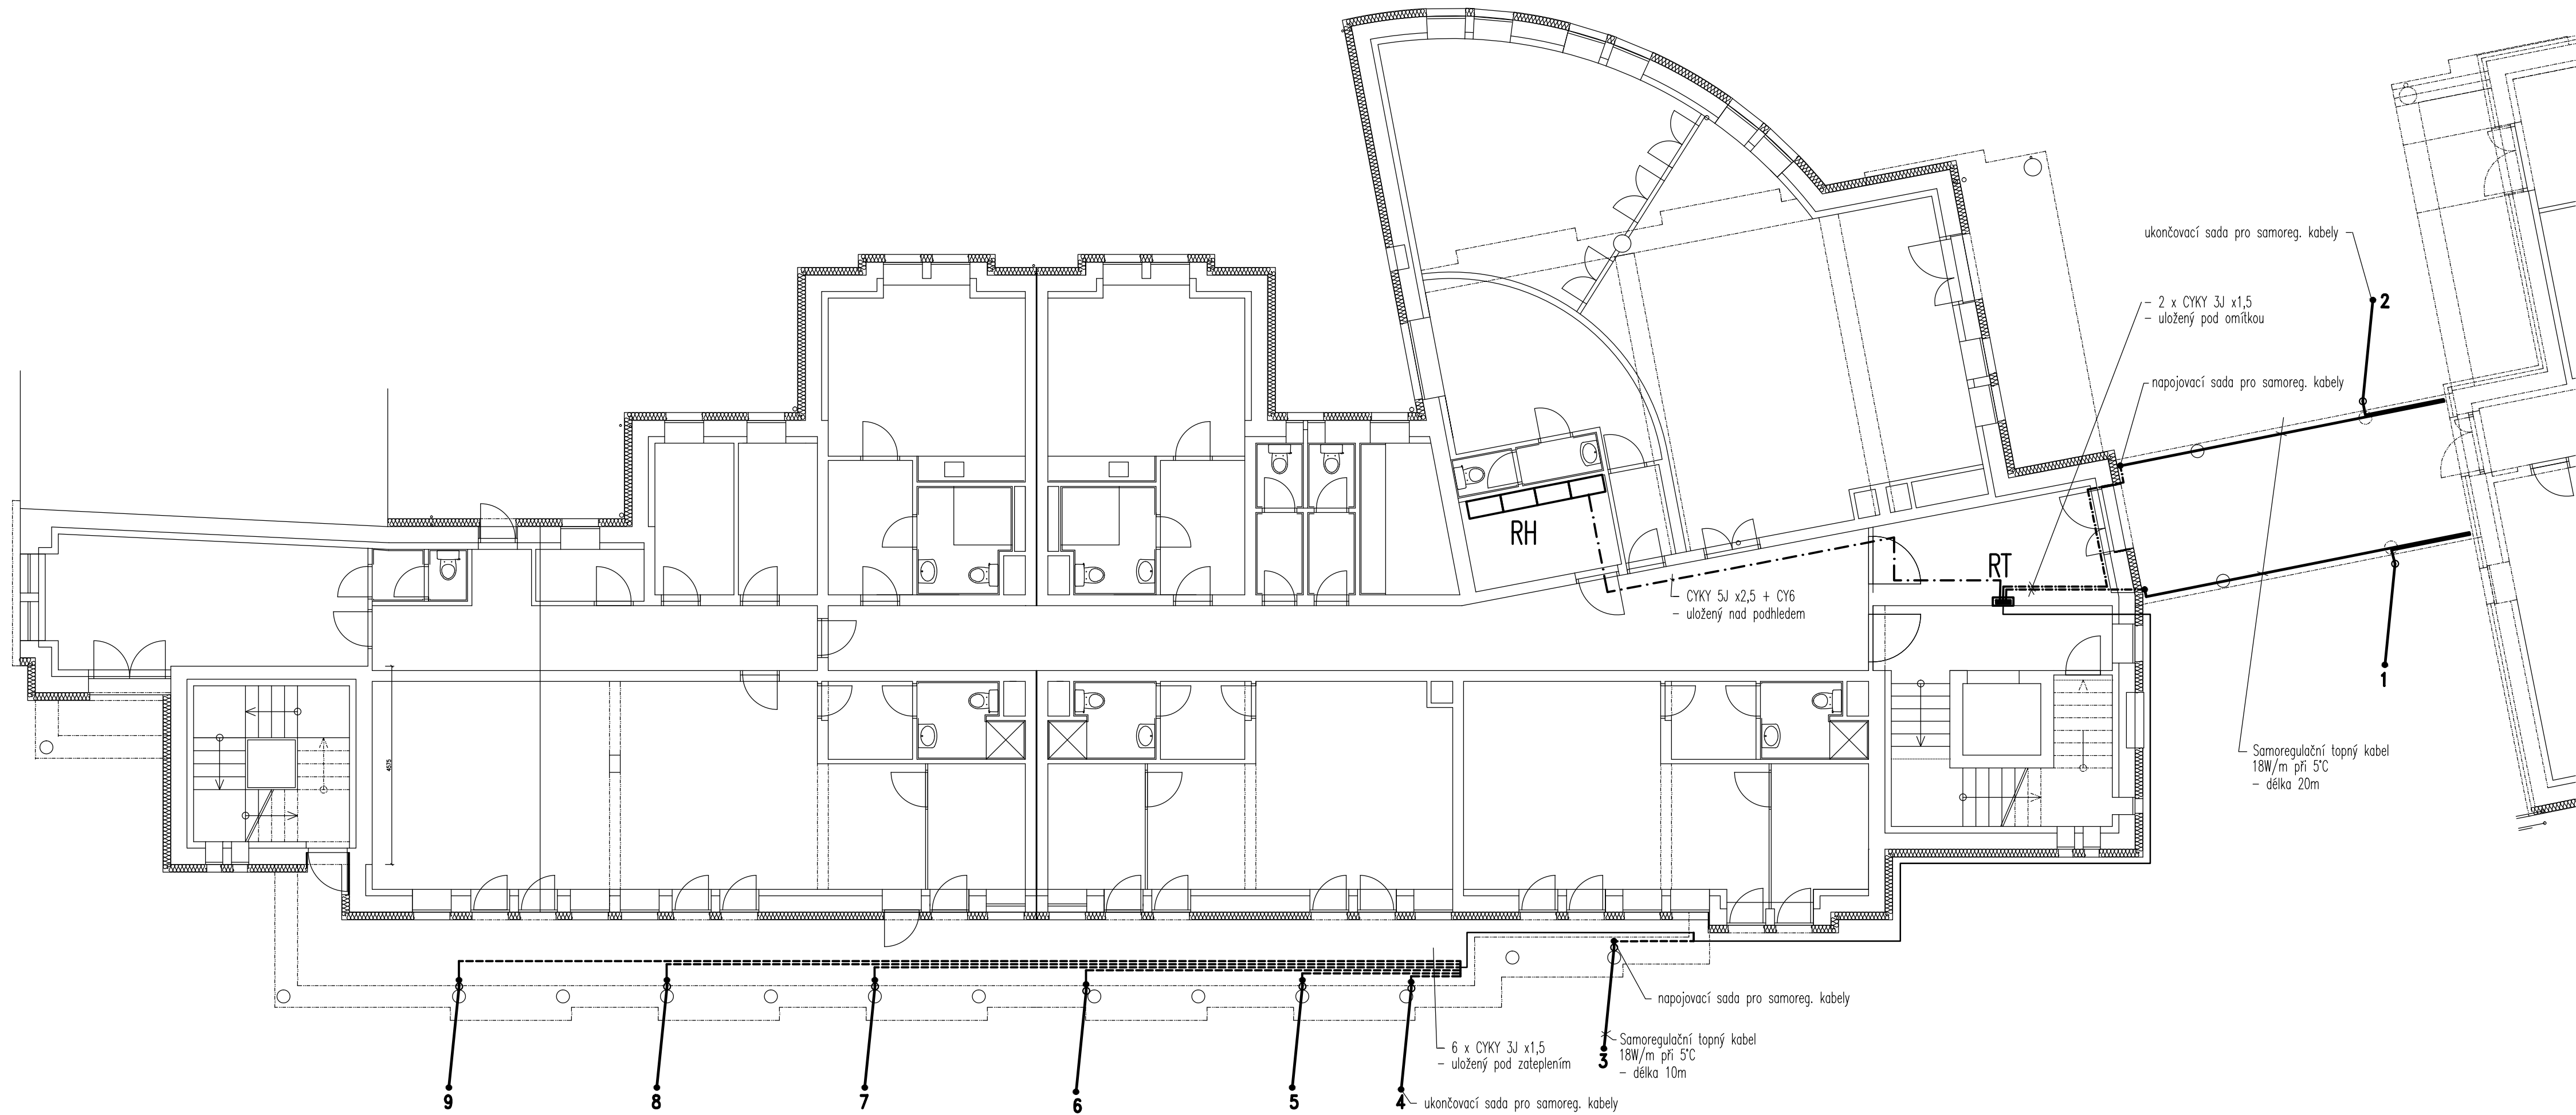 ukončovací sada pro samoreg. kabely
2
– 2 x CYKY 3J x1,5
– uložený pod omítkou
napojovací sada pro samoreg. kabely
RH
RT
– CYKY 5J x2,5 + CY6
– uložený nad podhledem
1
Samoregulační topný kabel
18W/m při 5°C
– délka 20m
4575
napojovací sada pro samoreg. kabely
– 6 x CYKY 3J x1,5
– uložený pod zateplením
3
Samoregulační topný kabel
18W/m při 5°C
– délka 10m
9
8
7
6
5
4
ukončovací sada pro samoreg. kabely